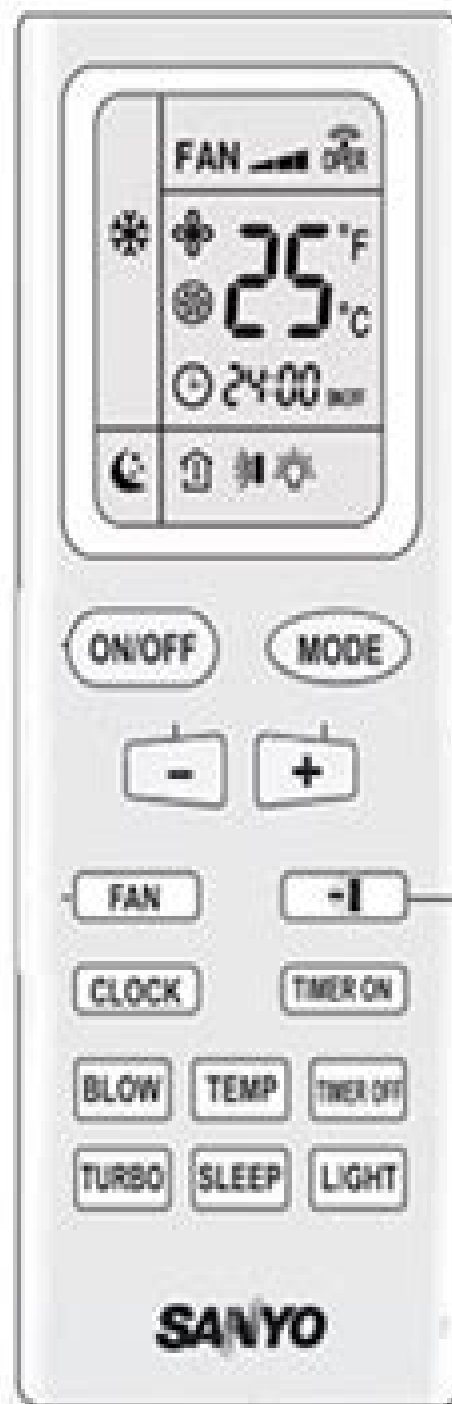 FAN OPER
25 °F
°C
24:00
ON/OFF MODE
- +
FAN
CLOCK TIMER ON
BLOW TEMP TIMER OFF
TURBO SLEEP LIGHT
SANYO